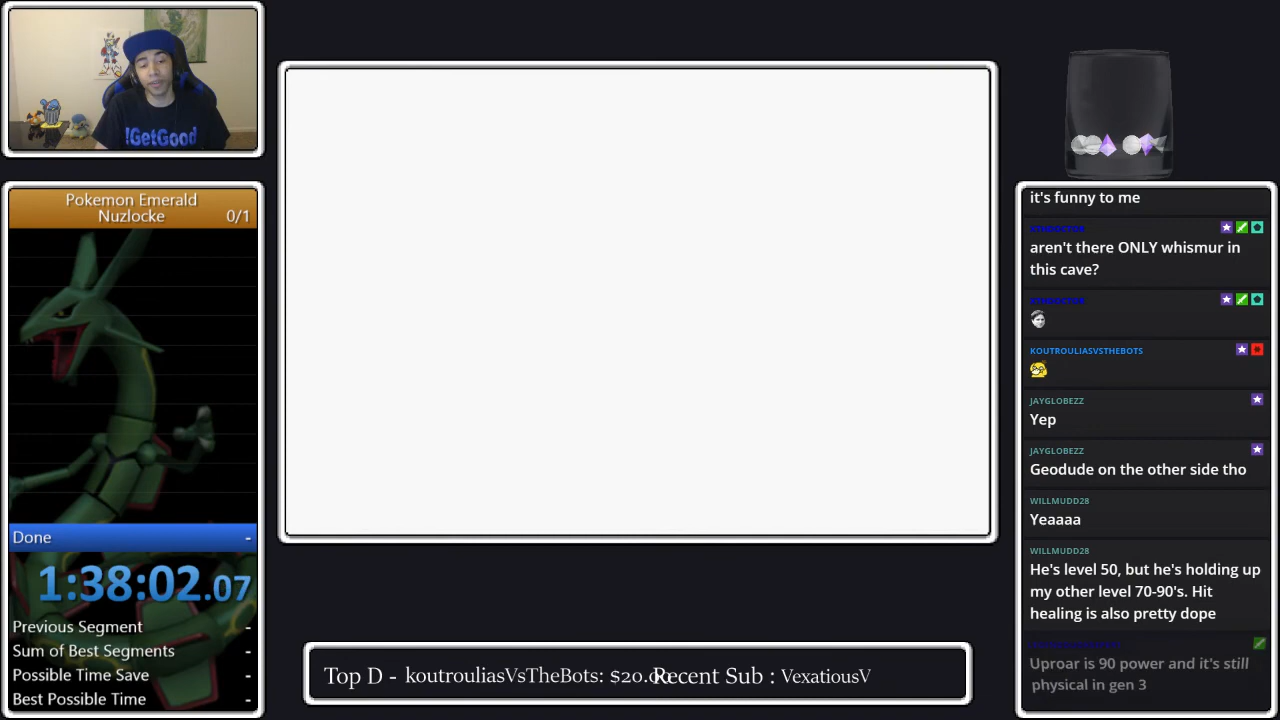 !GetGood
Pokemon Emerald
Nuzlocke 0/1
Done -
1:38:02.07
Previous Segment -
Sum of Best Segments -
Possible Time Save -
Best Possible Time -
Top D - koutrouliasVsTheBots: $20. Recent Sub : VexatiousV
it's funny to me
aren't there ONLY whismur in
this cave?
KOUTROULIASVSTHEBOTS
JAYGLOBEZZ
Yep
JAYGLOBEZZ
Geodude on the other side tho
WILLMUDD28
Yeaaaa
WILLMUDD28
He's level 50, but he's holding up
my other level 70-90's. Hit
healing is also pretty dope
Uproar is 90 power and it's still
physical in gen 3